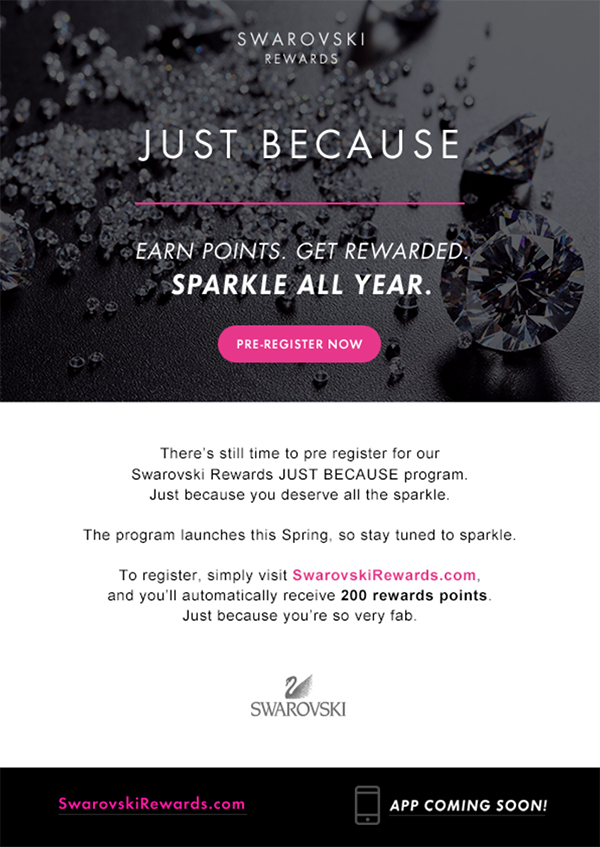 SWAROVSKI
REWARDS
JUST BECAUSE
EARN POINTS. GET REWARDED.
SPARKLE ALL YEAR.
PRE-REGISTER NOW
There's still time to pre register for our
Swarovski Rewards JUST BECAUSE program.
Just because you deserve all the sparkle.
The program launches this Spring, so stay tuned to sparkle.
To register, simply visit SwarovskiRewards.com,
and you'll automatically receive 200 rewards points.
Just because you're so very fab.
SWAROVSKI
SwarovskiRewards.com
APP COMING SOON!